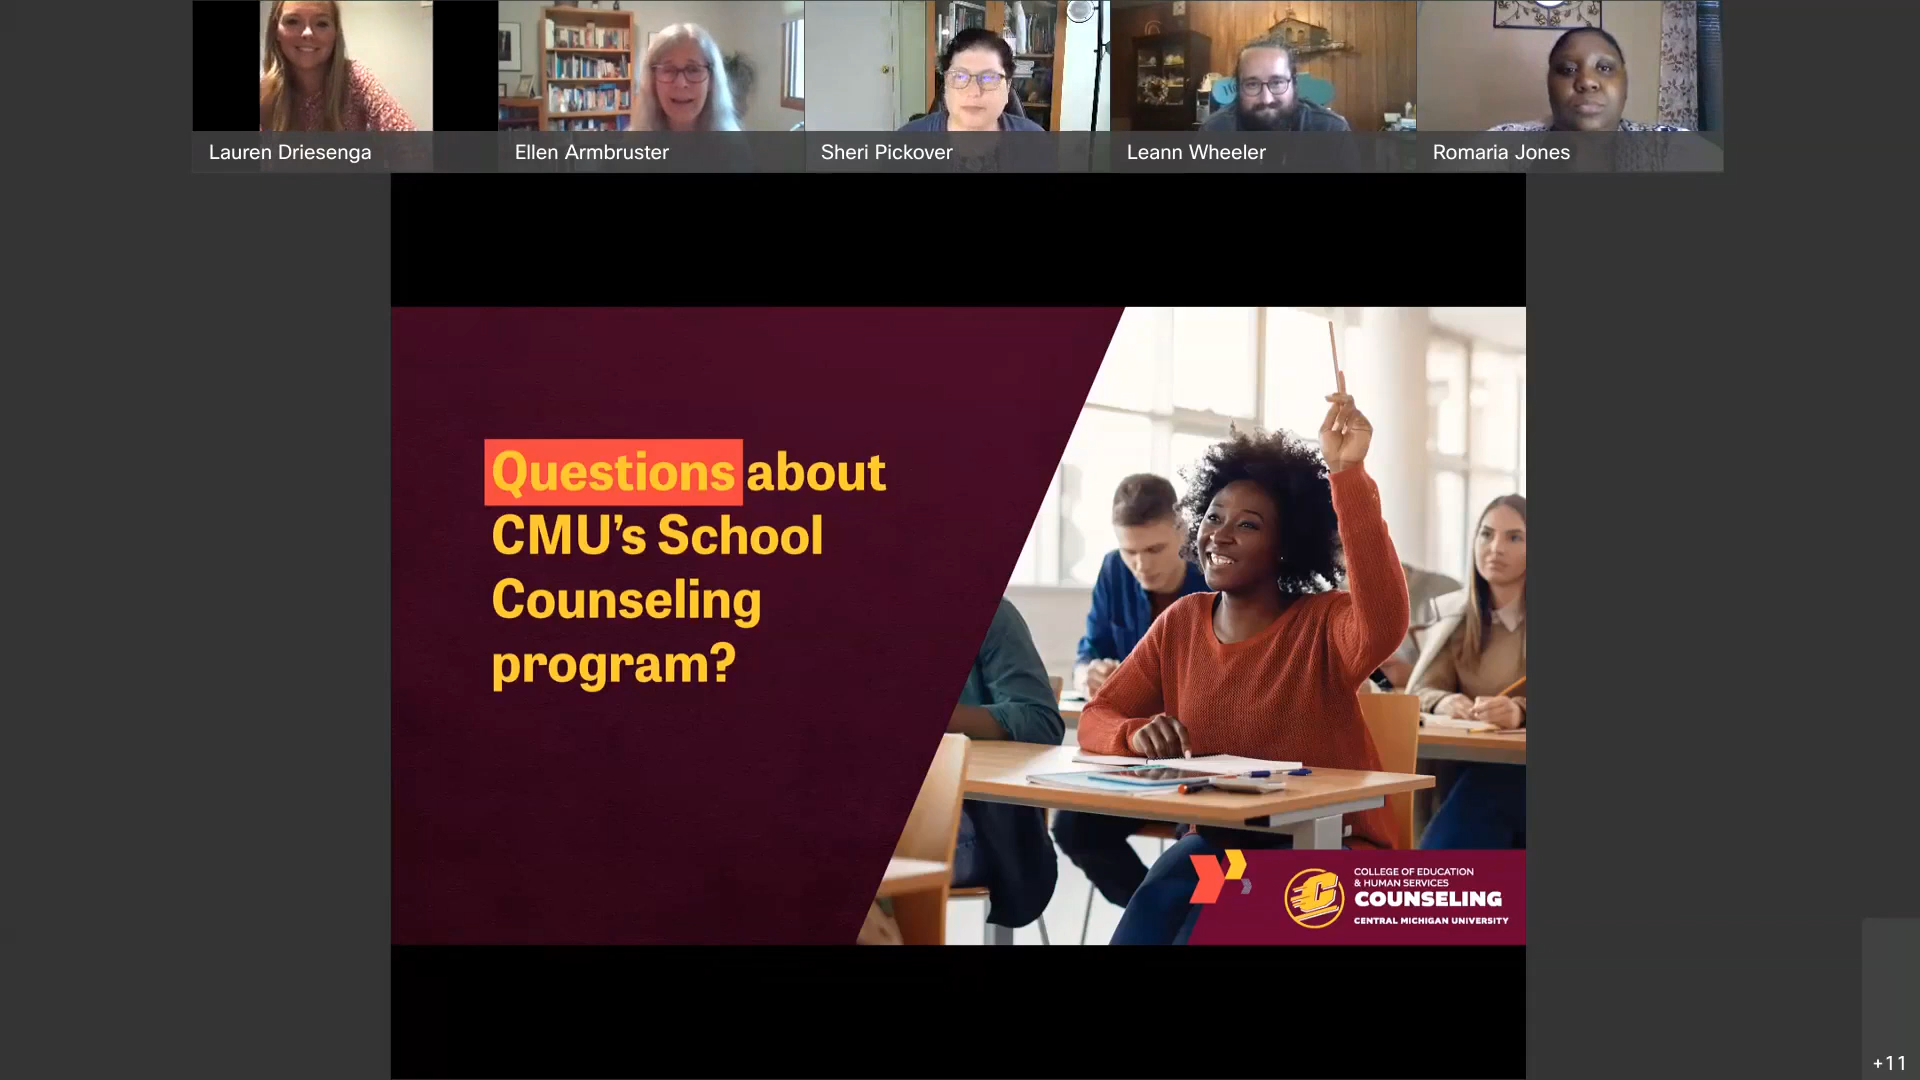 Lauren Driesenga
Ellen Armbruster
Sheri Pickover
Leann Wheeler
Romaria Jones
Questions about
CMU's School
Counseling
program?
COLLEGE OF EDUCATION
& HUMAN SERVICES
COUNSELING
CENTRAL MICHIGAN UNIVERSITY
+11